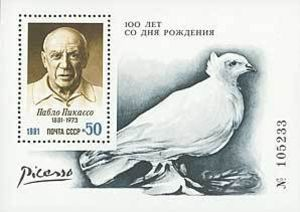 100 ЛЕТ
СО ДНЯ РОЖДЕНИЯ
Пабло Пикассо
1881-1973
1981 ПОЧТА СССР 50
Picasso
№ 105233